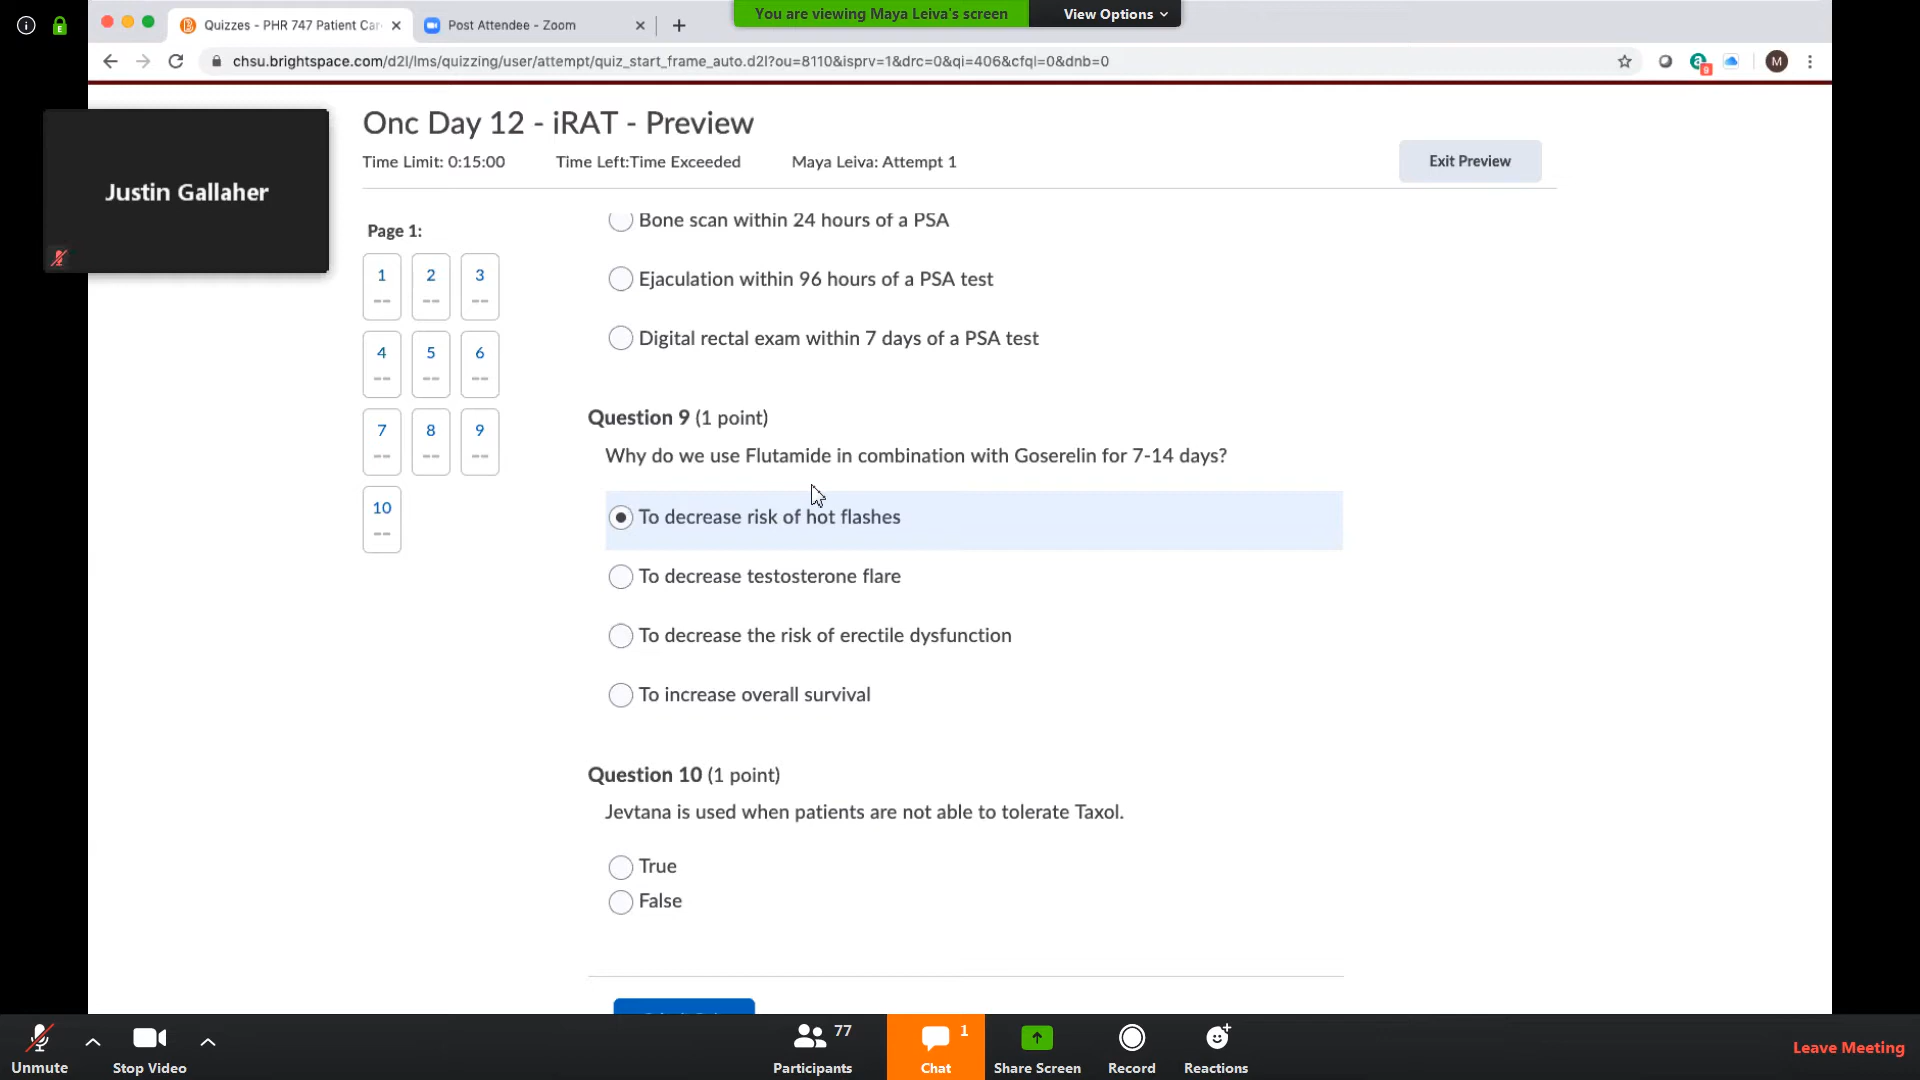 Quizzes - PHR 747 Patient Car
Post Attendee - Zoom
You are viewing Maya Leiva's screen
View Options
chsu.brightspace.com/d2l/lms/quizzing/user/attempt/quiz_start_frame_auto.d2l?ou=8110&isprv=1&drc=0&qi=406&cfql=0&dnb=0
M
Onc Day 12 - iRAT - Preview
Time Limit: 0:15:00 Time Left:Time Exceeded Maya Leiva: Attempt 1
Exit Preview
Justin Gallaher
Page 1:
1 2 3
-- -- --
4 5 6
-- -- --
7 8 9
-- -- --
10
--
Bone scan within 24 hours of a PSA
Ejaculation within 96 hours of a PSA test
Digital rectal exam within 7 days of a PSA test
Question 9 (1 point)
Why do we use Flutamide in combination with Goserelin for 7-14 days?
To decrease risk of hot flashes
To decrease testosterone flare
To decrease the risk of erectile dysfunction
To increase overall survival
Question 10 (1 point)
Jevtana is used when patients are not able to tolerate Taxol.
True
False
Unmute
Stop Video
77
Participants
1
Chat
Share Screen
Record
Reactions
Leave Meeting